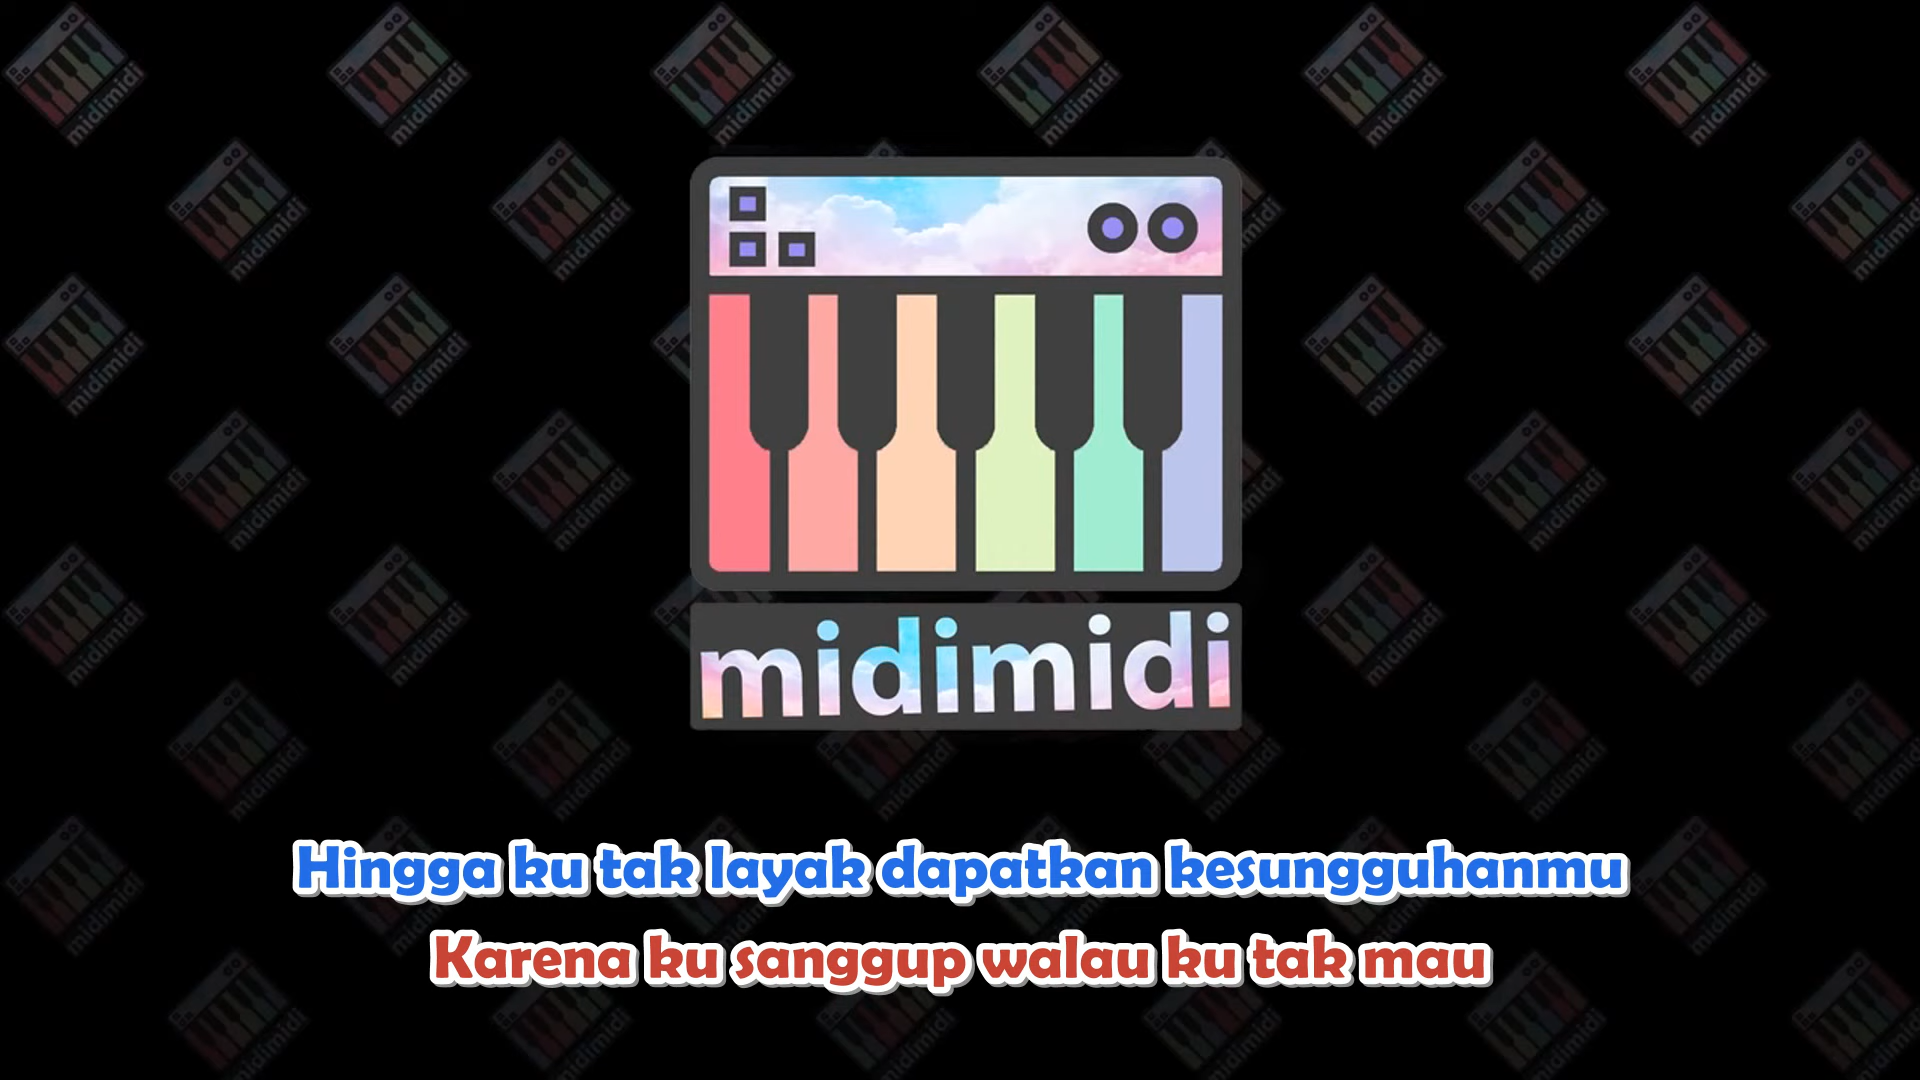 midimidi
Hingga ku tak layak dapatkan kesungguhanmu
Karena ku sanggup walau ku tak mau